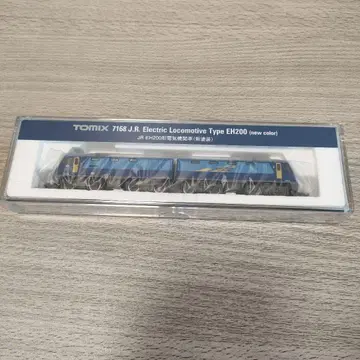 TOMIX 7168 J.R. Electric Locomotive Type EH200 (new color)
JR EH200形電気機関車(新塗装)